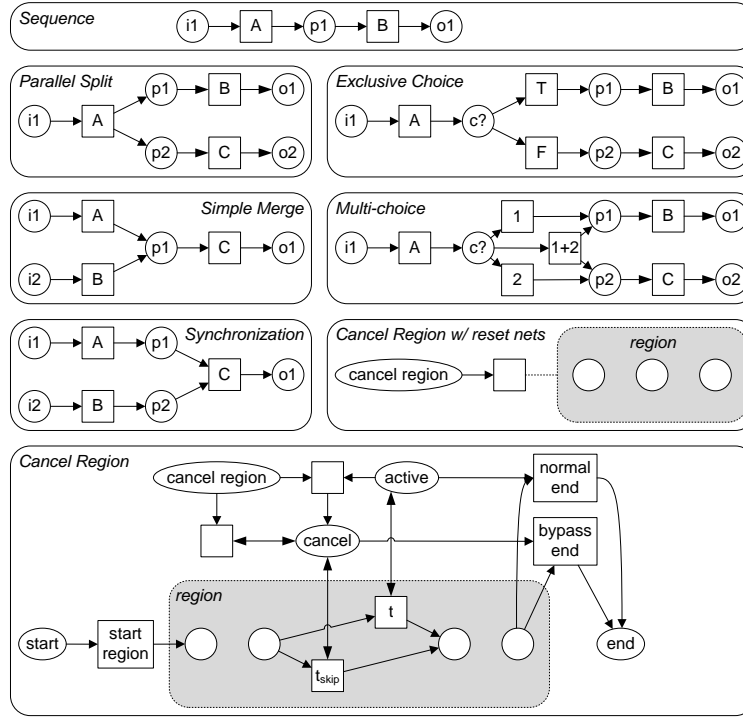 Sequence
i1 A p1 B o1
Parallel Split
i1 A p1 B o1
p2 C o2
Exclusive Choice
i1 A c? T p1 B o1
F p2 C o2
Simple Merge
i1 A
p1 C o1
i2 B
Multi-choice
i1 A c? 1 p1 B o1
1+2
2 p2 C o2
Synchronization
i1 A p1
C o1
i2 B p2
Cancel Region w/ reset nets
region
cancel region
Cancel Region
cancel region
active
normal
end
cancel
bypass
end
region
t
start
start
region
tskip
end